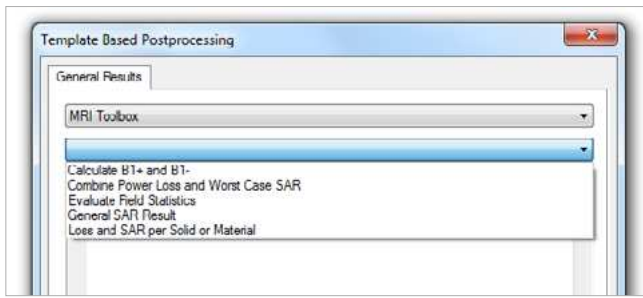 Template Based Postprocessing
General Results
MRI Toolbox
Calculate B1+ and B1-
Combine Power Loss and Worst Case SAR
Evaluate Field Statistics
General SAR Result
Loss and SAR per Solid or Material